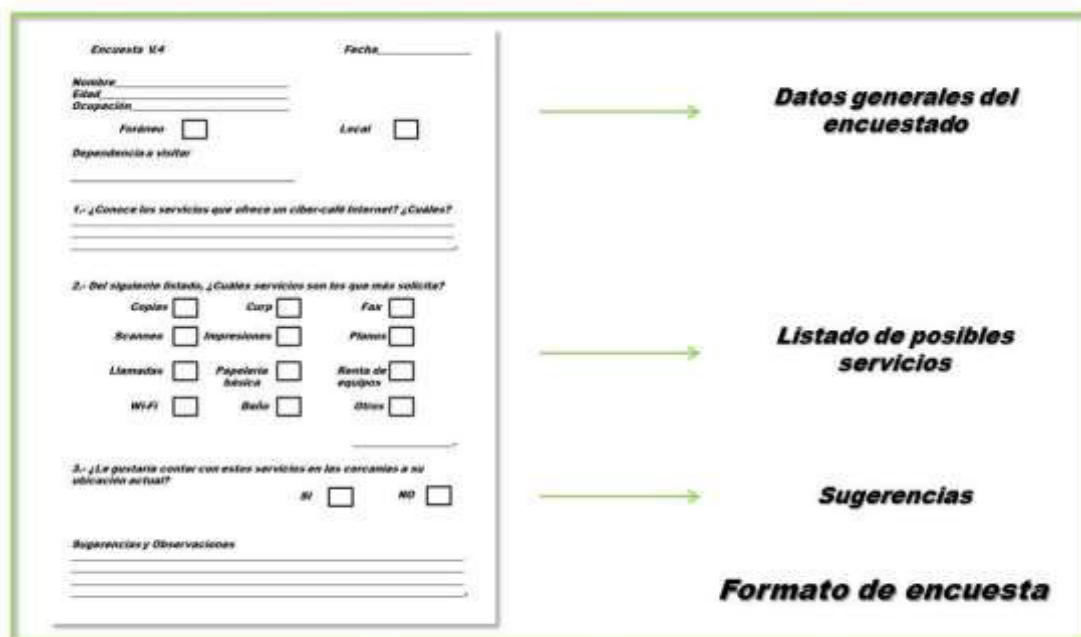 Encuesta V.4 Fecha
Nombre
Edad
Ocupación
Foráneo Local
Dependencia a visitar
1.- ¿Conoce los servicios que ofrece un ciber-café Internet? ¿Cuáles?
2.- Del siguiente listado, ¿Cuáles servicios son los que más solicita?
Copias Curp Fax
Scanneo Impresiones Planos
Llamadas Papelería básica Renta de equipos
Wi-Fi Baño Otros
3.- ¿Le gustaría contar con estos servicios en las cercanías a su
ubicación actual?
SI NO
Sugerencias y Observaciones
Datos generales del
encuestado
Listado de posibles
servicios
Sugerencias
Formato de encuesta